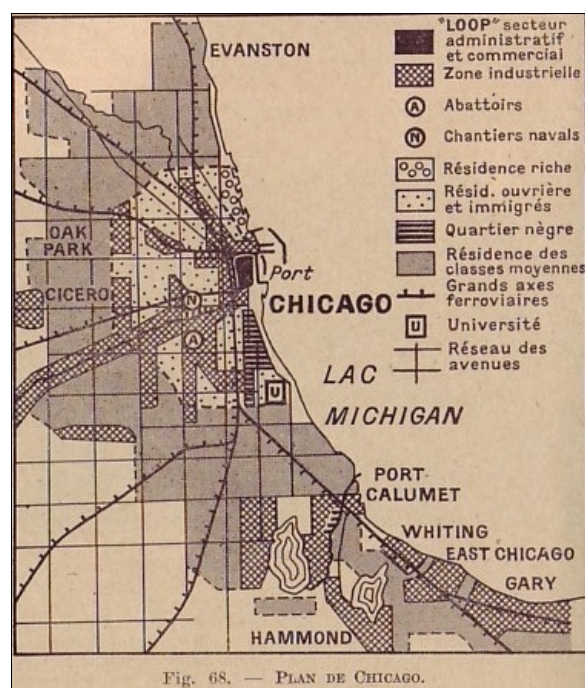 "LOOP" secteur
administratif
et commercial
Zone industrielle
A Abattoirs
N Chantiers navals
Résidence riche
Résid. ouvrière
et immigrés
Quartier nègre
Résidence des
classes moyennes
Grands axes
ferroviaires
U Université
Réseau des
avenues
EVANSTON
OAK
PARK
CICERO
N
A
U
Port
CHICAGO
LAC
MICHIGAN
PORT
CALUMET
WHITING
EAST CHICAGO
GARY
HAMMOND
Fig. 68. — PLAN DE CHICAGO.